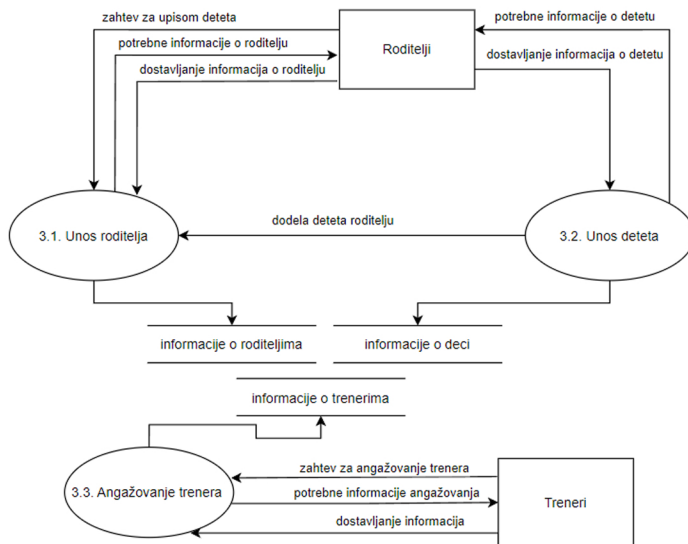 zahtev za upisom deteta
potrebne informacije o detetu
potrebne informacije o roditelju
Roditelji
dostavljanje informacija o detetu
dostavljanje informacija o roditelju
dodela deteta roditelju
3.1. Unos roditelja
3.2. Unos deteta
informacije o roditeljima
informacije o deci
informacije o trenerima
zahtev za angažovanje trenera
3.3. Angažovanje trenera
potrebne informacije angažovanja
Treneri
dostavljanje informacija